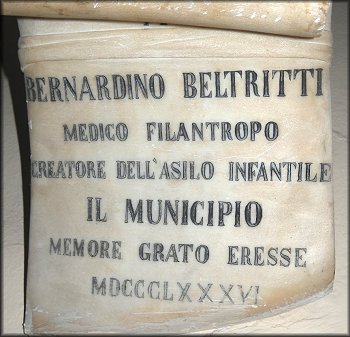 BERNARDINO BELTRITTI
MEDICO FILANTROPO
CREATORE DELL'ASILO INFANTILE
IL MUNICIPIO
MEMORE GRATO ERESSE
MDCCCLXXXVI